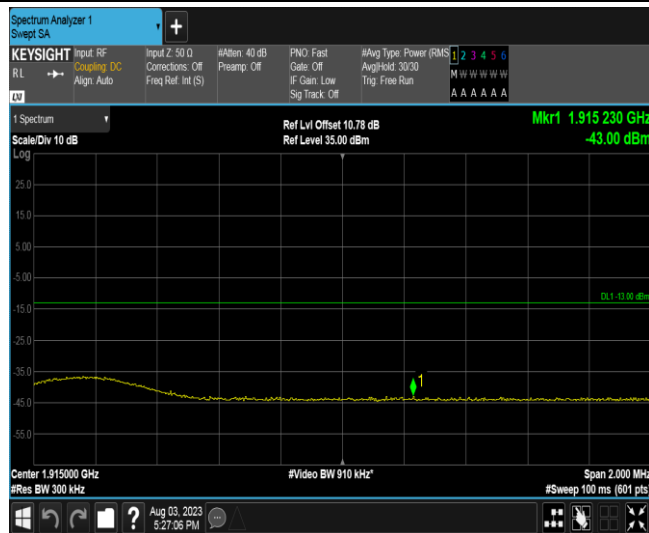 Spectrum Analyzer 1
Swept SA
+
KEYSIGHT
RL
LXI
Input: RF
Coupling: DC
Align: Auto
Input Z: 50 Ω
Corrections: Off
Freq Ref: Int (S)
#Atten: 40 dB
Preamp: Off
PNO: Fast
Gate: Off
IF Gain: Low
Sig Track: Off
#Avg Type: Power (RMS
Avg|Hold: 30/30
Trig: Free Run
1 2 3 4 5 6
M W W W W W
A A A A A A
1 Spectrum
Scale/Div 10 dB
Ref Lvl Offset 10.78 dB
Ref Level 35.00 dBm
Mkr1 1.915 230 GHz
-43.00 dBm
Log
25.0
15.0
5.00
-5.00
DL1 -13.00 dBm
-15.0
-25.0
-35.0
1
-45.0
-55.0
Center 1.915000 GHz
#Video BW 910 kHz*
Span 2.000 MHz
#Res BW 300 kHz
#Sweep 100 ms (601 pts)
?
Aug 03, 2023
5:27:06 PM